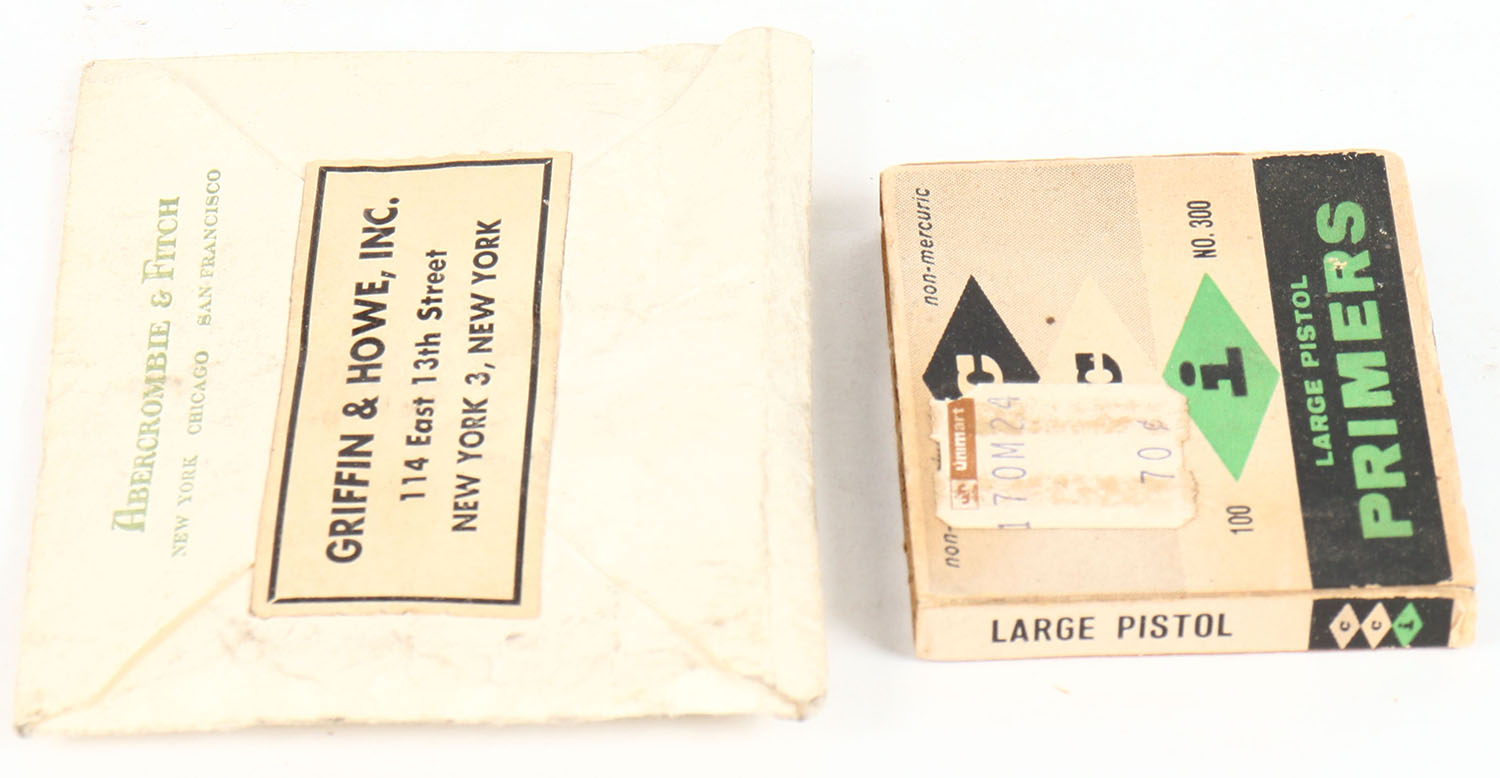 ABERCROMBIE & FITCH
NEW YORK CHICAGO SAN FRANCISCO
GRIFFIN & HOWE, INC.
114 East 13th Street
NEW YORK 3, NEW YORK
non-mercuric
non-
c
c
i
unimart
170M24
70¢
100
NO. 300
LARGE PISTOL
PRIMERS
LARGE PISTOL
c c i